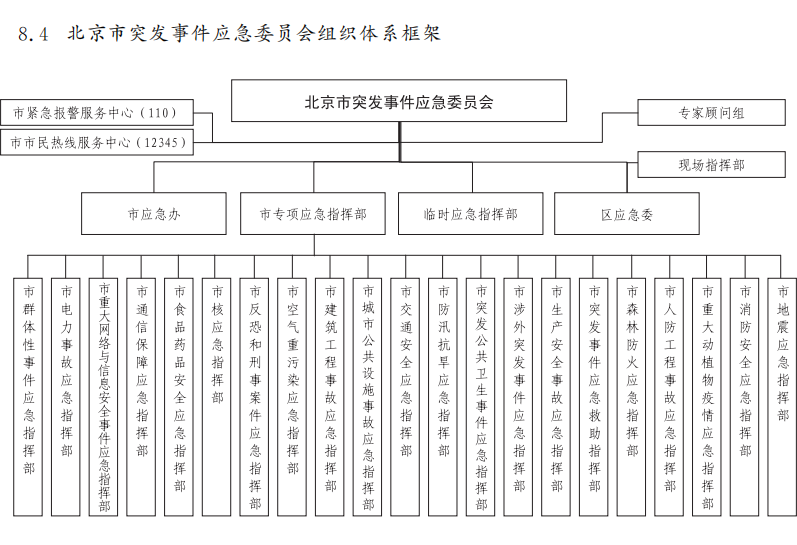 8.4 北京市突发事件应急委员会组织体系框架
北京市突发事件应急委员会
市紧急报警服务中心（110）
专家顾问组
市市民热线服务中心（12345）
现场指挥部
市应急办
市专项应急指挥部
临时应急指挥部
区应急委
市群体性事件应急指挥部
市电力事故应急指挥部
市重大网络与信息安全事件应急指挥部
市通信保障应急指挥部
市食品药品安全应急指挥部
市核应急指挥部
市反恐和刑事案件应急指挥部
市空气重污染应急指挥部
市建筑工程事故应急指挥部
市城市公共设施事故应急指挥部
市交通安全应急指挥部
市防汛抗旱应急指挥部
市突发公共卫生事件应急指挥部
市涉外突发事件应急指挥部
市生产安全事故应急指挥部
市突发事件应急救助指挥部
市森林防火应急指挥部
市人防工程事故应急指挥部
市重大动植物疫情应急指挥部
市消防安全应急指挥部
市地震应急指挥部